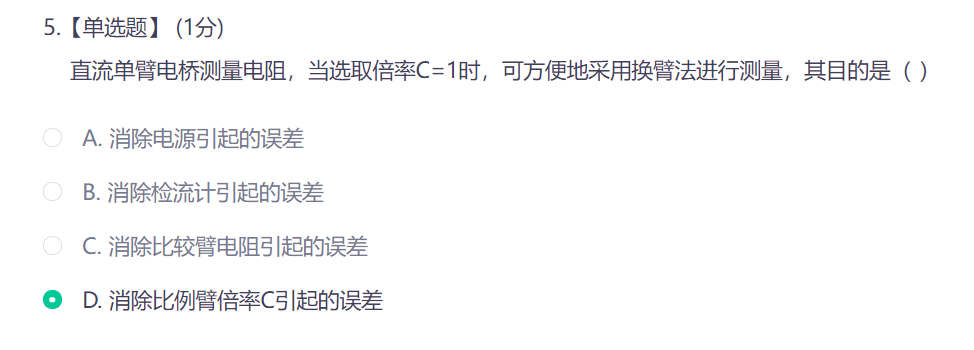 5.【单选题】 (1分)
直流单臂电桥测量电阻，当选取倍率C=1时，可方便地采用换臂法进行测量，其目的是（ ）
A. 消除电源引起的误差
B. 消除检流计引起的误差
C. 消除比较臂电阻引起的误差
D. 消除比例臂倍率C引起的误差